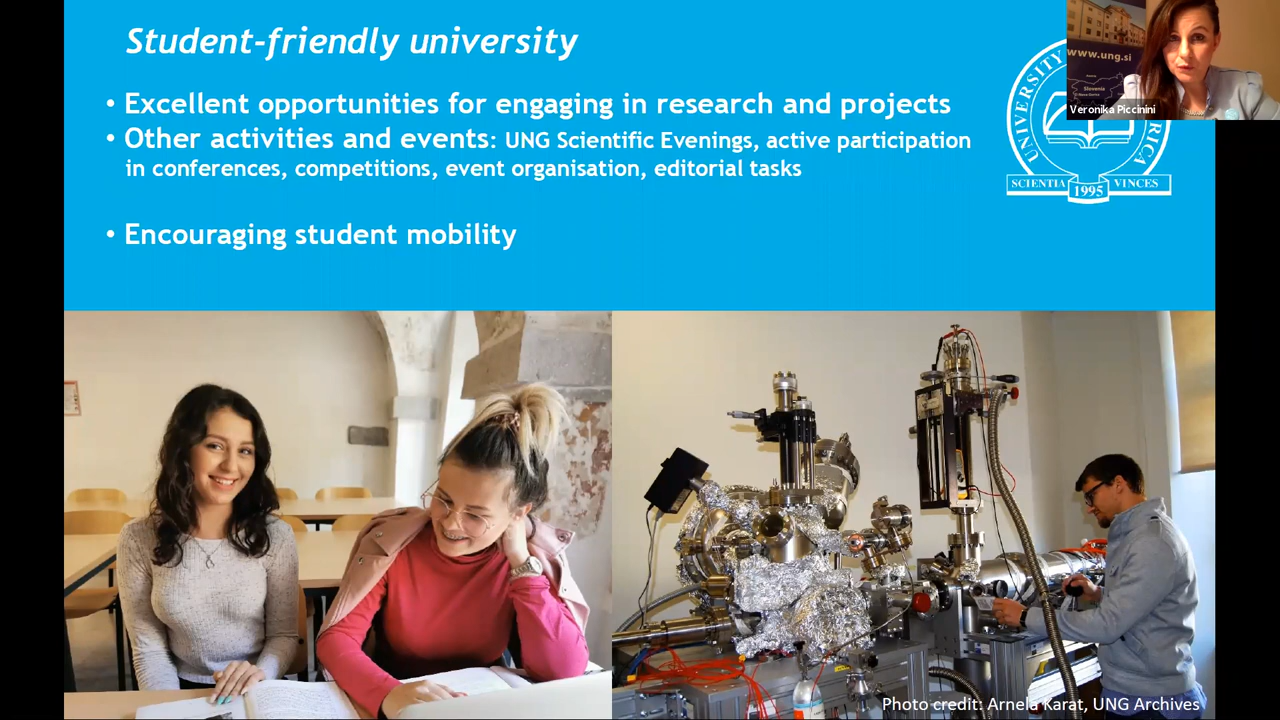 Student-friendly university
• Excellent opportunities for engaging in research and projects
• Other activities and events: UNG Scientific Evenings, active participation
in conferences, competitions, event organisation, editorial tasks
• Encouraging student mobility
www.ung.si
Slovenia
Veronika Piccinini
UNIVERSITY
RICA
SCIENTIA 1995 VINCES
Photo credit: Arnela Karat, UNG Archives